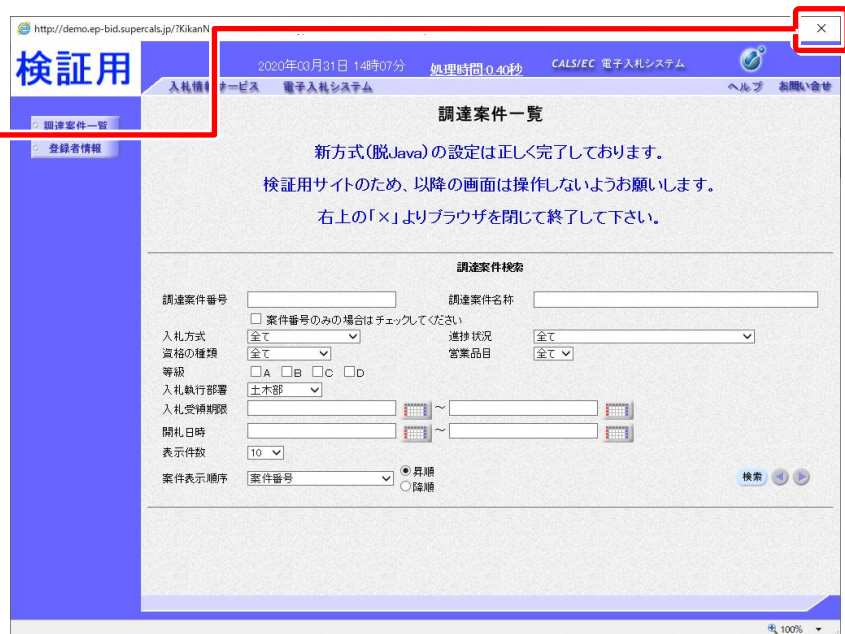 http://demo.ep-bid.supercals.jp/?KikanN
×
検証用
2020年03月31日 14時07分 処理時間:0.40秒 CALS/EC 電子入札システム
入札情報サービス 電子入札システム ヘルプ お問い合せ
調達案件一覧
登録者情報
調達案件一覧
新方式(脱Java)の設定は正しく完了しております。
検証用サイトのため、以降の画面は操作しないようお願いします。
右上の「×」よりブラウザを閉じて終了して下さい。
調達案件検索
調達案件番号 調達案件名称
案件番号のみの場合はチェックしてください
入札方式 全て 進捗状況 全て
資格の種類 全て 営業品目 全て
等級 A B C D
入札執行部署 土木部
入札受領期限 ~
開札日時 ~
表示件数 10
案件表示順序 案件番号 昇順
降順
検索
100%